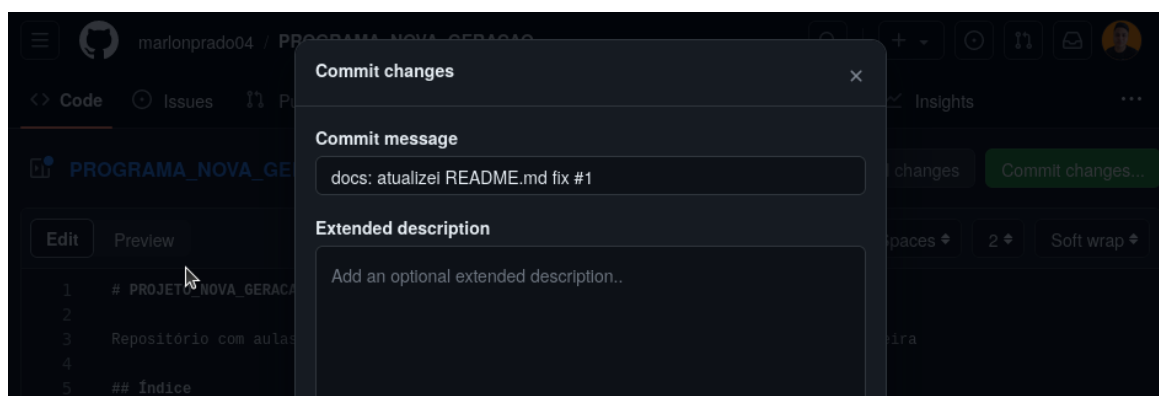 marlonprado04 / PROGRAMA_NOVA_GERACAO
Commit changes
<> Code Issues Insights
Commit message
PROGRAMA_NOVA_GE changes Commit changes...
docs: atualizei README.md fix #1
Extended description
Edit Preview 2 Soft wrap
Add an optional extended description..
1 # PROJETO_NOVA_GERACA
2
3 Repositório com aulas eira
4
5 ## Índice